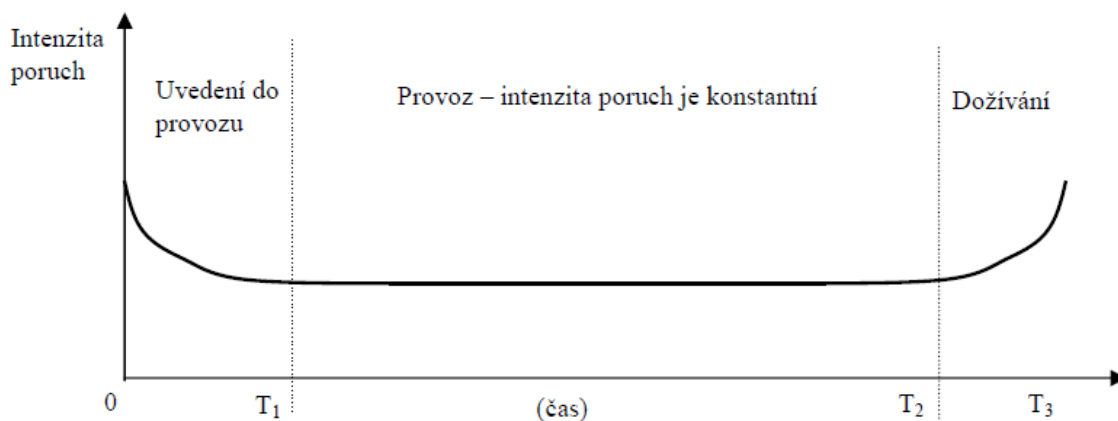 Intenzita
poruch
Uvedení do
provozu
Provoz – intenzita poruch je konstantní
Dožívání
0
T₁
(čas)
T₂
T₃